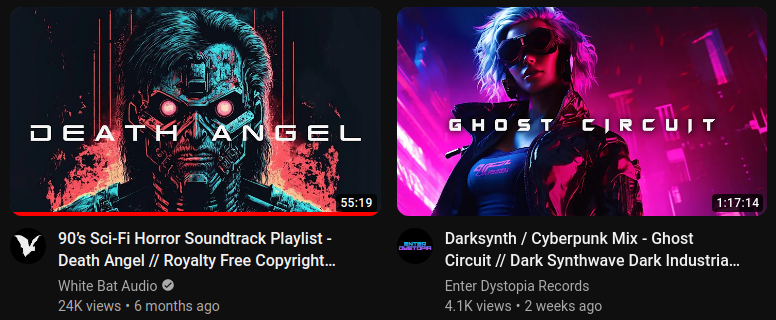 DEATH ANGEL
55:19
90's Sci-Fi Horror Soundtrack Playlist -
Death Angel // Royalty Free Copyright...
White Bat Audio
24K views • 6 months ago
GHOST CIRCUIT
1:17:14
ENTER
DYSTOPIA
Darksynth / Cyberpunk Mix - Ghost
Circuit // Dark Synthwave Dark Industria...
Enter Dystopia Records
4.1K views • 2 weeks ago